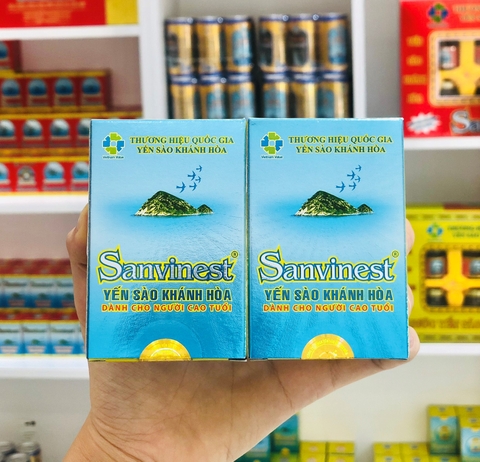 THƯƠNG HIỆU QUỐC GIA
YẾN SÀO KHÁNH HÒA
Sanvinest®
YẾN SÀO KHÁNH HÒA
DÀNH CHO NGƯỜI CAO TUỔI
THƯƠNG HIỆU QUỐC GIA
YẾN SÀO KHÁNH HÒA
Sanvinest®
YẾN SÀO KHÁNH HÒA
DÀNH CHO NGƯỜI CAO TUỔI